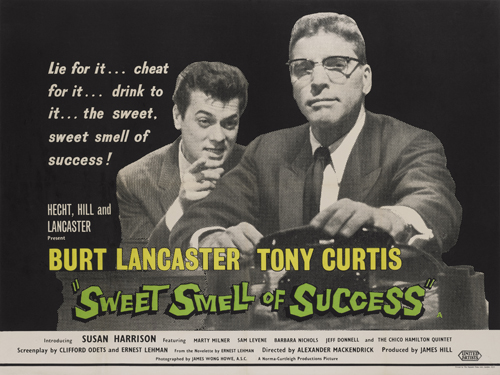 Lie for it... cheat
for it... drink to
it... the sweet,
sweet smell of
success!
HECHT, HILL and
LANCASTER
Present
BURT LANCASTER TONY CURTIS
"SWEET SMELL OF SUCCESS" A
Introducing SUSAN HARRISON Featuring MARTY MILNER SAM LEVENE BARBARA NICHOLS JEFF DONNELL and THE CHICO HAMILTON QUINTET
Screenplay by CLIFFORD ODETS and ERNEST LEHMAN From the Novelette by ERNEST LEHMAN Directed by ALEXANDER MACKENDRICK Produced by JAMES HILL
Photographed by JAMES WONG HOWE, A.S.C. A Norma-Curtleigh Productions Picture
UNITED
ARTISTS